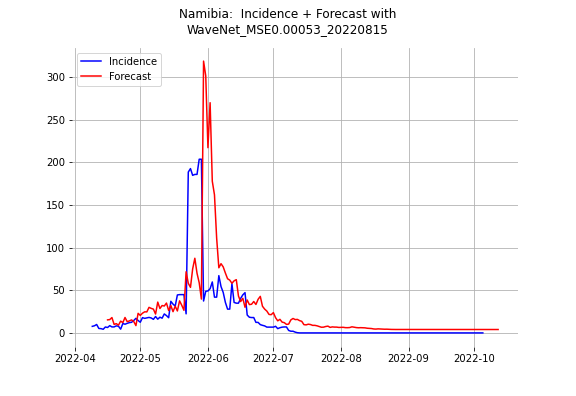 Namibia:  Incidence + Forecast with
WaveNet_MSE0.00053_20220815
Incidence
Forecast
300
250
200
150
100
50
0
2022-04 2022-05 2022-06 2022-07 2022-08 2022-09 2022-10